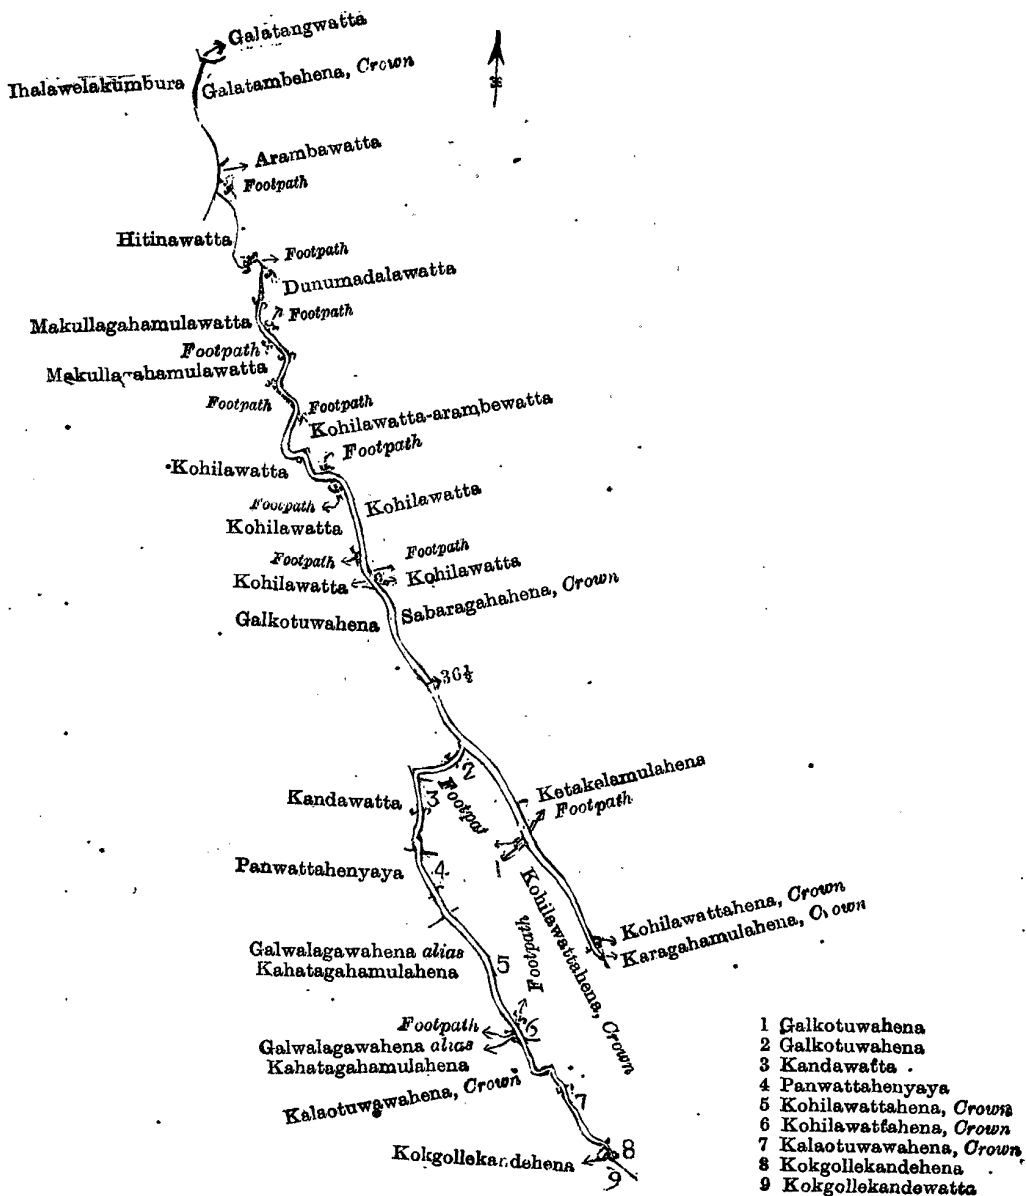 Galatangwatta
Ihalawelakumbura
Galatambehena, Crown
Arambawatta
Footpath
Hitinawatta
Footpath
Dunumadalawatta
Footpath
Makullagahamulawatta
Footpath
Makullagahamulawatta
Footpath
Footpath
Kohilawatta-arambewatta
Footpath
Kohilawatta
Kohilawatta
Footpath
Kohilawatta
Footpath
Footpath
Kohilawatta
Kohilawatta
Sabaragahahena, Crown
Galkotuwahena
36½
2
Ketakelamulahena
Footpath
3
Footpat
Kandawatta
1
Panwattahenyaya
4
Kohilawattahena, Crown
Kohilawattahena, Crown
Karagahamulahena, Crown
Footpath
Galwalagawahena alias
Kahatagahamulahena
5
6
Footpath
Galwalagawahena alias
Kahatagahamulahena
Kalaotuwawahena, Crown
7
8
Kokgollekandehena
9
1 Galkotuwahena
2 Galkotuwahena
3 Kandawatta
4 Panwattahenyaya
5 Kohilawattahena, Crown
6 Kohilawattahena, Crown
7 Kalaotuwawahena, Crown
8 Kokgollekandehena
9 Kokgollekandewatta